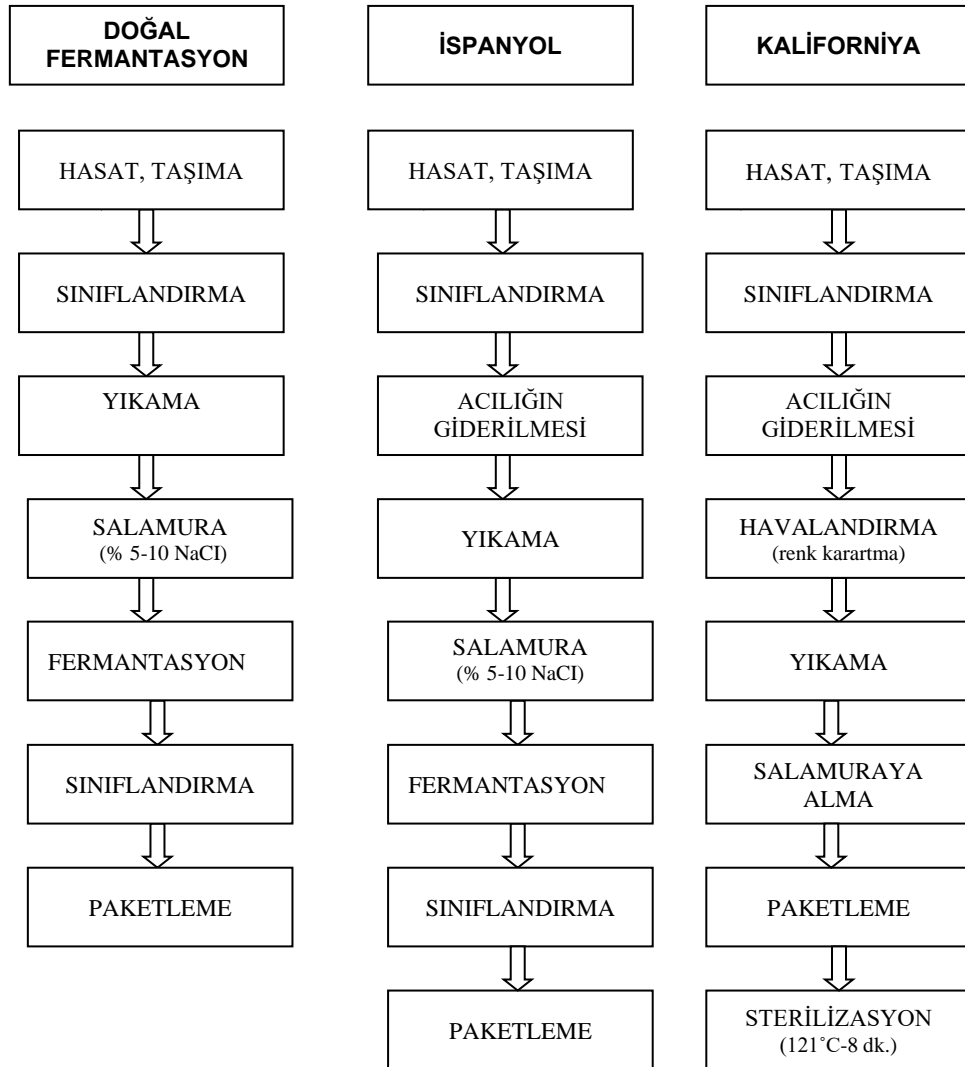 DOĞAL
FERMANTASYON
HASAT, TAŞIMA
SINIFLANDIRMA
YIKAMA
SALAMURA
(% 5-10 NaCI)
FERMANTASYON
SINIFLANDIRMA
PAKETLEME
İSPANYOL
HASAT, TAŞIMA
SINIFLANDIRMA
ACILIĞIN
GİDERİLMESİ
YIKAMA
SALAMURA
(% 5-10 NaCI)
FERMANTASYON
SINIFLANDIRMA
PAKETLEME
KALİFORNİYA
HASAT, TAŞIMA
SINIFLANDIRMA
ACILIĞIN
GİDERİLMESİ
HAVALANDIRMA
(renk karartma)
YIKAMA
SALAMURAYA
ALMA
PAKETLEME
STERİLİZASYON
(121˚C-8 dk.)